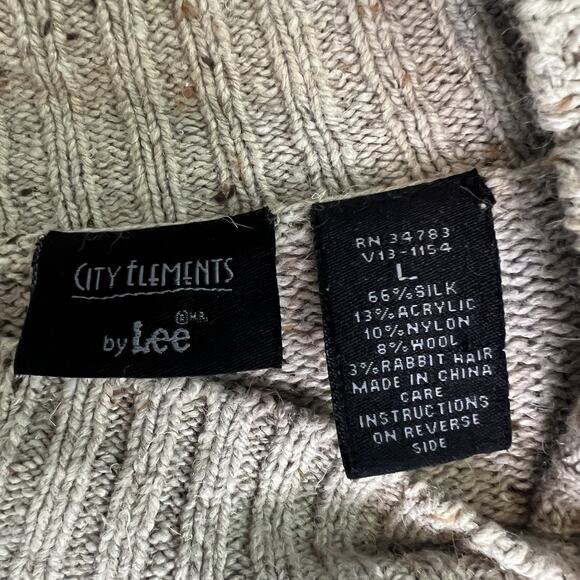 CITY ELEMENTS
by Lee ® H.R.
RN 34783
V13-1154
L
66% SILK
13% ACRYLIC
10% NYLON
8% WOOL
3% RABBIT HAIR
MADE IN CHINA
CARE
INSTRUCTIONS
ON REVERSE
SIDE